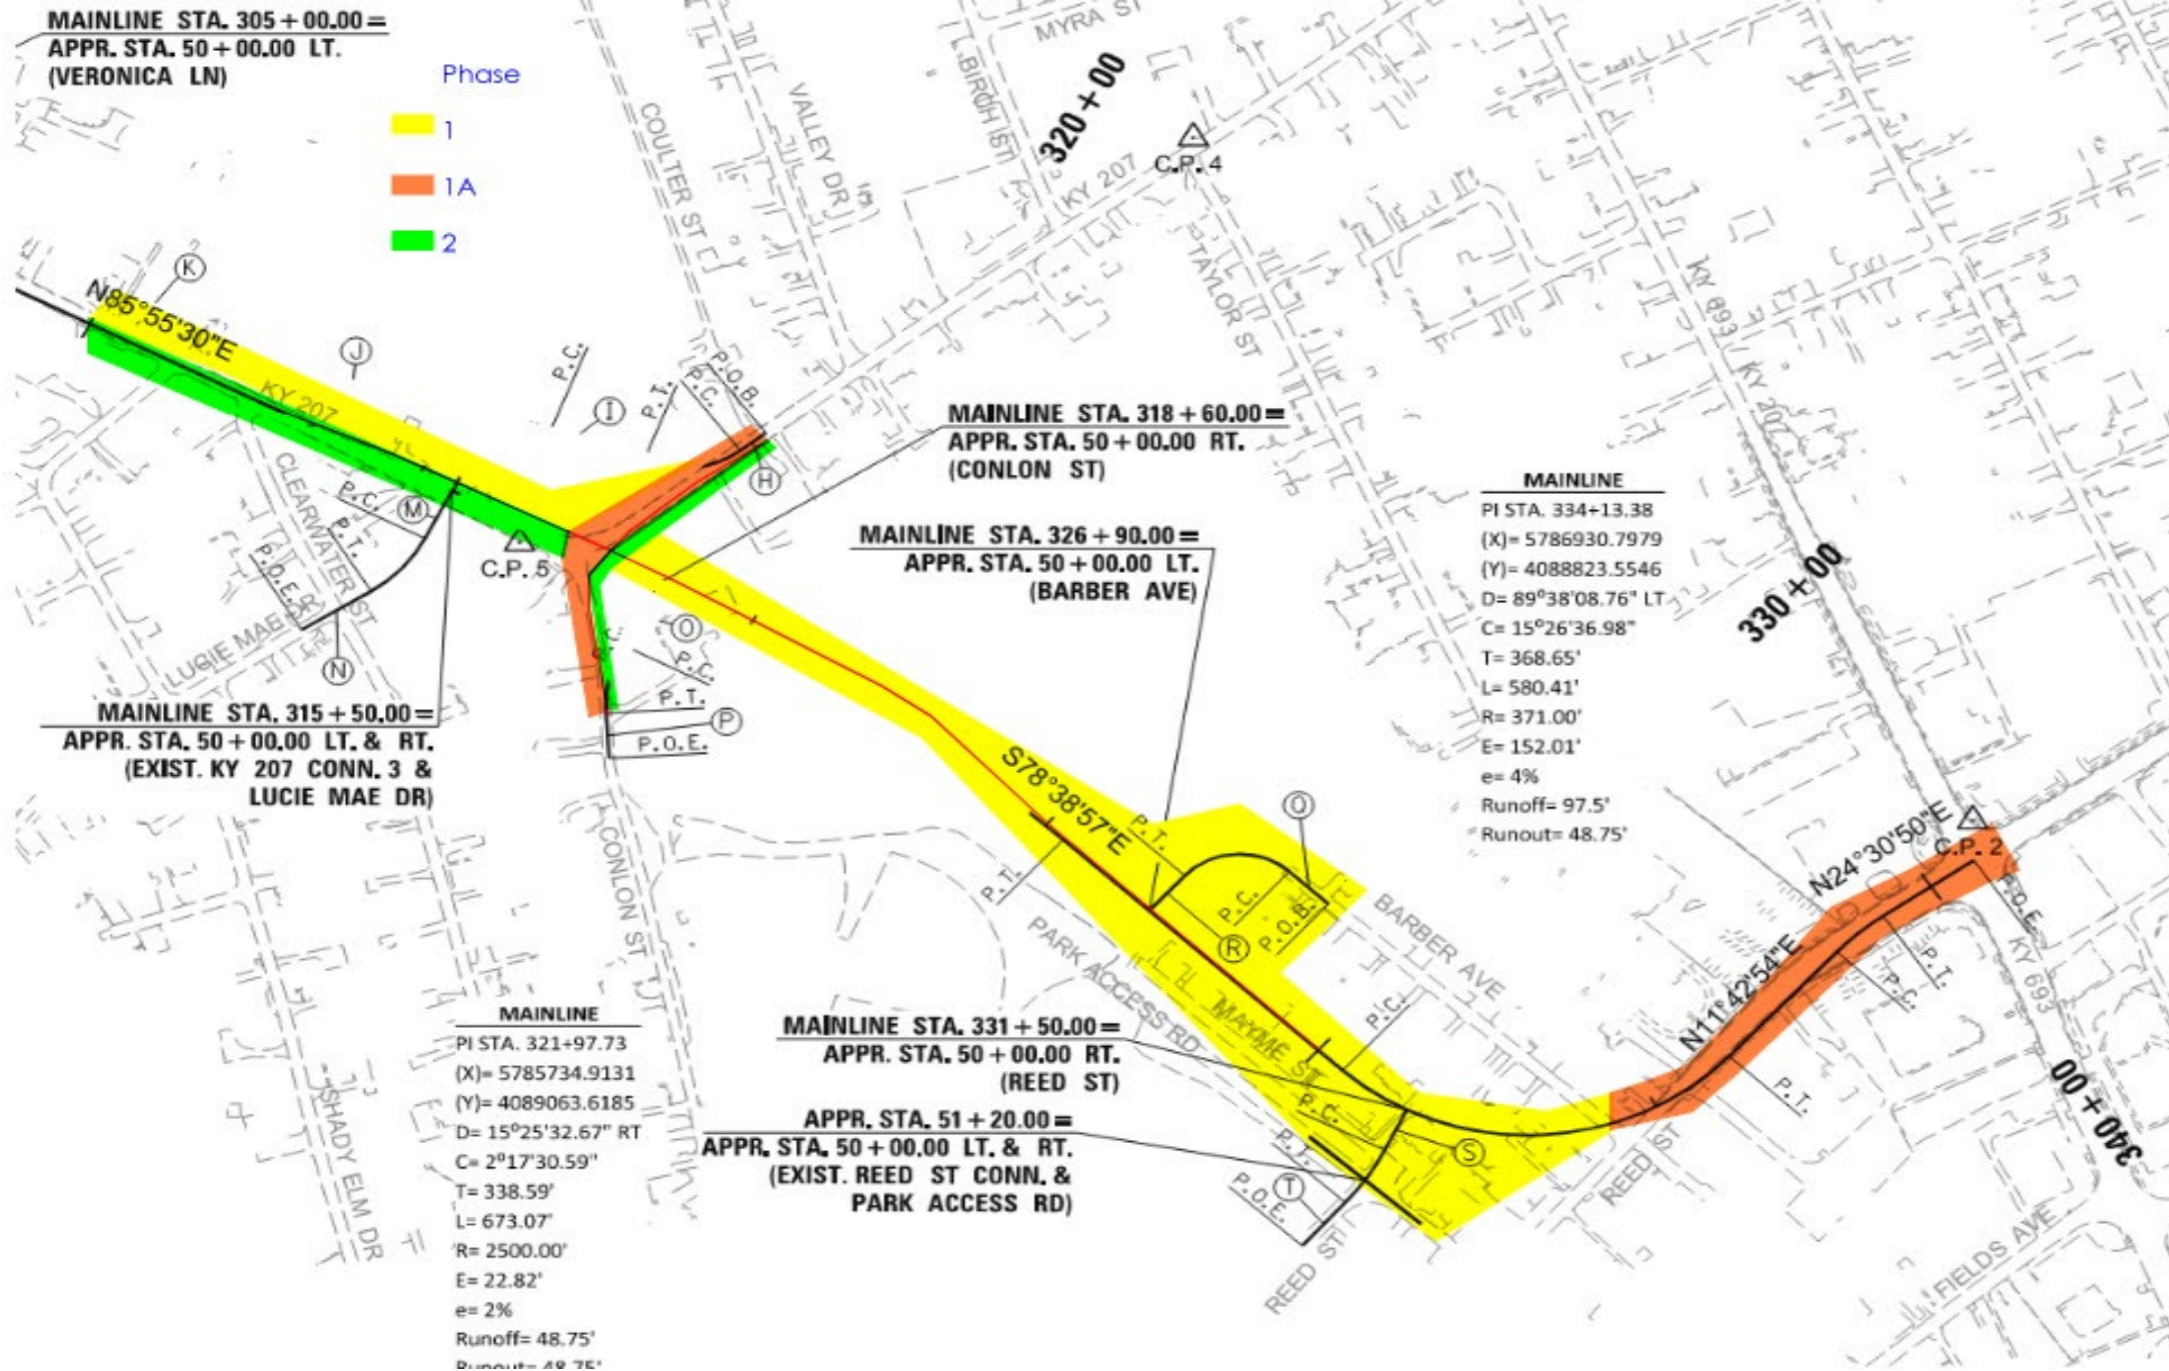 MAINLINE STA. 305+00.00=
APPR. STA. 50+00.00 LT.
(VERONICA LN)
Phase
1
1A
2
MYRA ST
BIRCH ST
VALLEY DR
COULTER ST
320+00
C.P. 4
KY 207
TAYLOR ST
KY 693
KY 207
K
N85°55'30"E
J
KY 207
P.C.
I
P.T.
P.C.
P.O.B.
H
MAINLINE STA. 318+60.00=
APPR. STA. 50+00.00 RT.
(CONLON ST)
MAINLINE STA. 326+90.00=
APPR. STA. 50+00.00 LT.
(BARBER AVE)
MAINLINE
PI STA. 334+13.38
(X)= 5786930.7979
(Y)= 4088823.5546
D= 89°38'08.76" LT
C= 15°26'36.98"
T= 368.65'
L= 580.41'
R= 371.00'
E= 152.01'
e= 4%
Runoff= 97.5'
Runout= 48.75'
330+00
CLEARWATER ST
P.C.
M
P.T.
P.O.E.
LUCIE MAE DR
N
C.P. 5
O
P.C.
P.T.
P
P.O.E.
MAINLINE STA. 315+50.00=
APPR. STA. 50+00.00 LT. & RT.
(EXIST. KY 207 CONN. 3 &
LUCIE MAE DR)
S78°38'57"E
P.T.
Q
P.T.
P.C.
P.O.B.
R
BARBER AVE
N24°30'50"E
C.P. 2
P.O.E.
KY 693
P.T.
P.C.
N11°42'54"E
P.T.
CONLON ST
PARK ACCESS RD
MAYME ST
P.C.
SHADY ELM DR
MAINLINE
PI STA. 321+97.73
(X)= 5785734.9131
(Y)= 4089063.6185
D= 15°25'32.67" RT
C= 2°17'30.59"
T= 338.59'
L= 673.07'
R= 2500.00'
E= 22.82'
e= 2%
Runoff= 48.75'
Runout= 48.75'
MAINLINE STA. 331+50.00=
APPR. STA. 50+00.00 RT.
(REED ST)
APPR. STA. 51+20.00=
APPR. STA. 50+00.00 LT. & RT.
(EXIST. REED ST CONN. &
PARK ACCESS RD)
P.C.
P.T.
S
T
P.O.E.
REED ST
REED ST
340+00
FIELDS AVE